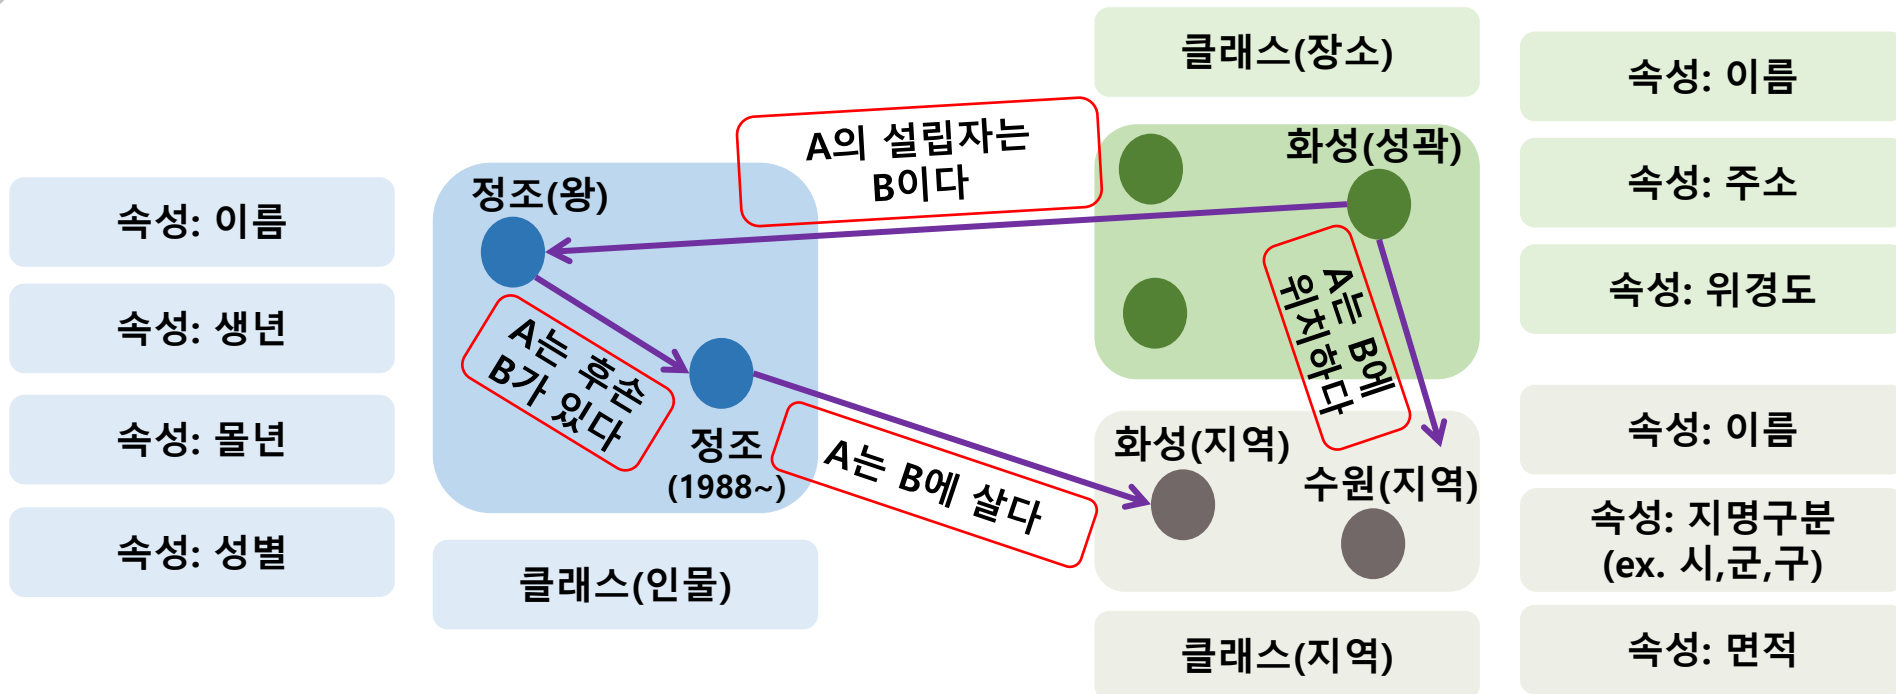 속성: 이름
속성: 생년
속성: 몰년
속성: 성별
정조(왕)
A는 후손
B가 있다
정조
(1988~)
클래스(인물)
A의 설립자는
B이다
A는 B에 살다
클래스(장소)
화성(성곽)
A는 B에
위치하다
화성(지역)
수원(지역)
클래스(지역)
속성: 이름
속성: 주소
속성: 위경도
속성: 이름
속성: 지명구분
(ex. 시,군,구)
속성: 면적